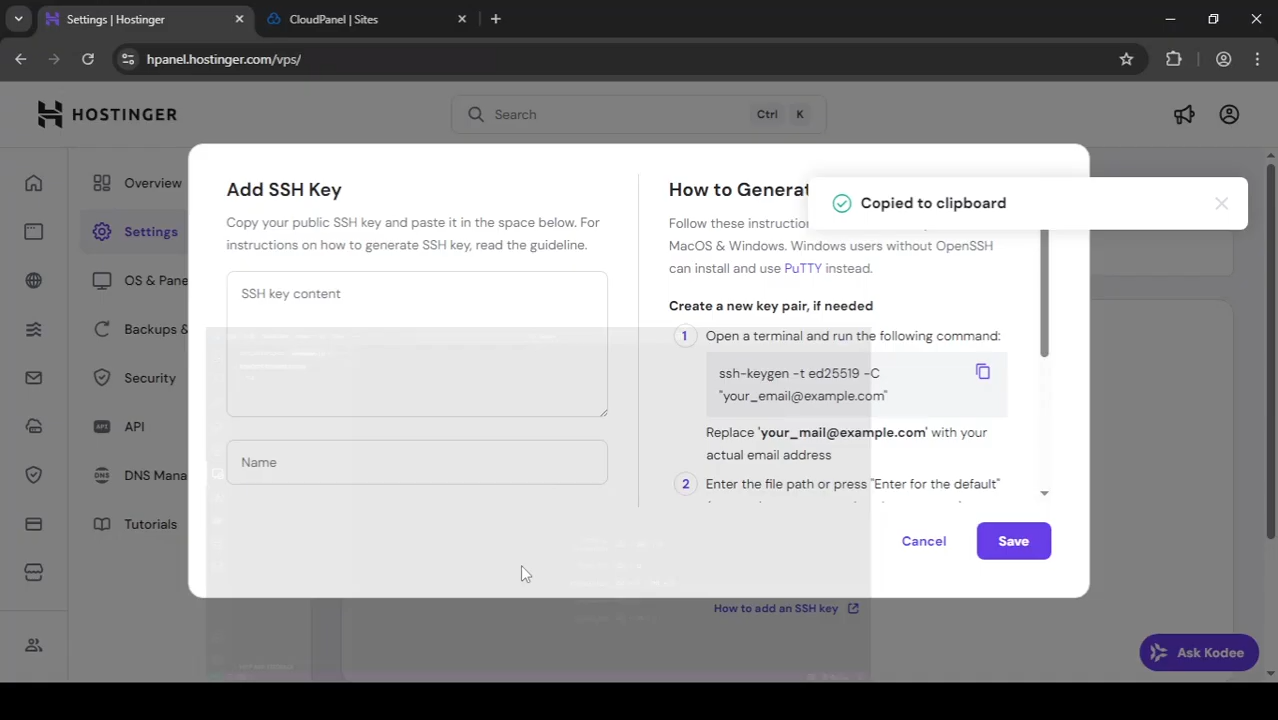 Settings | Hostinger
CloudPanel | Sites
hpanel.hostinger.com/vps/
HOSTINGER
Search
Ctrl
K
Add SSH Key
Copy your public SSH key and paste it in the space below. For
instructions on how to generate SSH key, read the guideline.
SSH key content
Name
How to Generat
Follow these instruction
MacOS & Windows. Windows users without OpenSSH
can install and use PuTTY instead.
Create a new key pair, if needed
1
Open a terminal and run the following command:
ssh-keygen -t ed25519 -C
"your_email@example.com"
Replace 'your_mail@example.com' with your
actual email address
2
Enter the file path or press "Enter for the default"
Cancel
Save
Copied to clipboard
Overview
Settings
OS & Pane
Backups &
Security
API
API
DNS
DNS Mana
Tutorials
How to add an SSH key
Ask Kodee